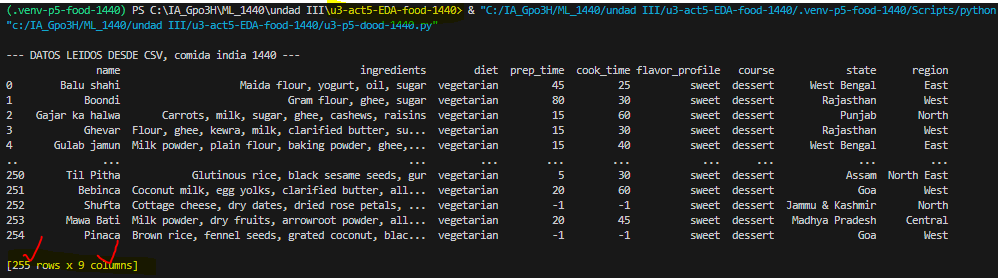 (.venv-p5-food-1440) PS C:\IA_Gpo3H\ML_1440\undad III\u3-act5-EDA-food-1440> & "C:/IA_Gpo3H/ML_1440/undad III/u3-act5-EDA-food-1440/.venv-p5-food-1440/Scripts/python
"c:/IA_Gpo3H/ML_1440/undad III/u3-act5-EDA-food-1440/u3-p5-dood-1440.py"
--- DATOS LEIDOS DESDE CSV, comida india 1440 ---
name ingredients diet prep_time cook_time flavor_profile course state region
0 Balu shahi Maida flour, yogurt, oil, sugar vegetarian 45 25 sweet dessert West Bengal East
1 Boondi Gram flour, ghee, sugar vegetarian 80 30 sweet dessert Rajasthan West
2 Gajar ka halwa Carrots, milk, sugar, ghee, cashews, raisins vegetarian 15 60 sweet dessert Punjab North
3 Ghevar Flour, ghee, kewra, milk, clarified butter, su... vegetarian 15 30 sweet dessert Rajasthan West
4 Gulab jamun Milk powder, plain flour, baking powder, ghee,... vegetarian 15 40 sweet dessert West Bengal East
.. ... ... ... ... ... ... ... ... ...
250 Til Pitha Glutinous rice, black sesame seeds, gur vegetarian 5 30 sweet dessert Assam North East
251 Bebinca Coconut milk, egg yolks, clarified butter, all... vegetarian 20 60 sweet dessert Goa West
252 Shufta Cottage cheese, dry dates, dried rose petals, ... vegetarian -1 -1 sweet dessert Jammu & Kashmir North
253 Mawa Bati Milk powder, dry fruits, arrowroot powder, all... vegetarian 20 45 sweet dessert Madhya Pradesh Central
254 Pinaca Brown rice, fennel seeds, grated coconut, blac... vegetarian -1 -1 sweet dessert Goa West
[255 rows x 9 columns]